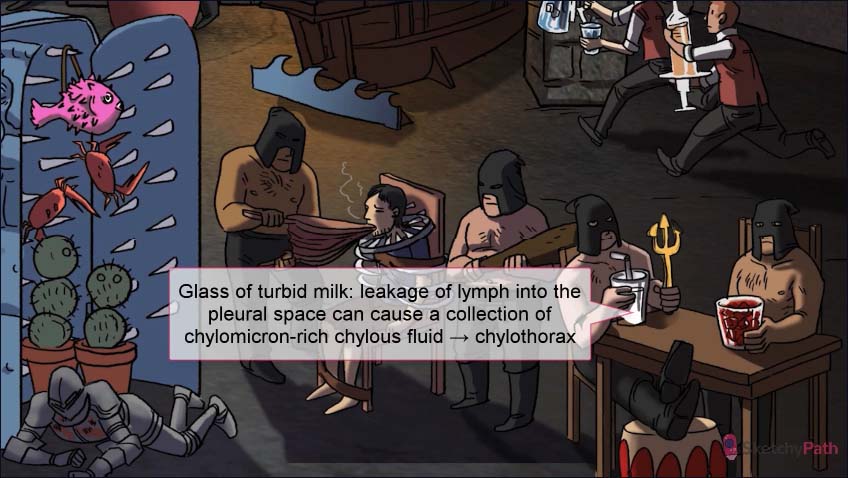 Glass of turbid milk: leakage of lymph into the
pleural space can cause a collection of
chylomicron-rich chylous fluid → chylothorax
SketchyPath